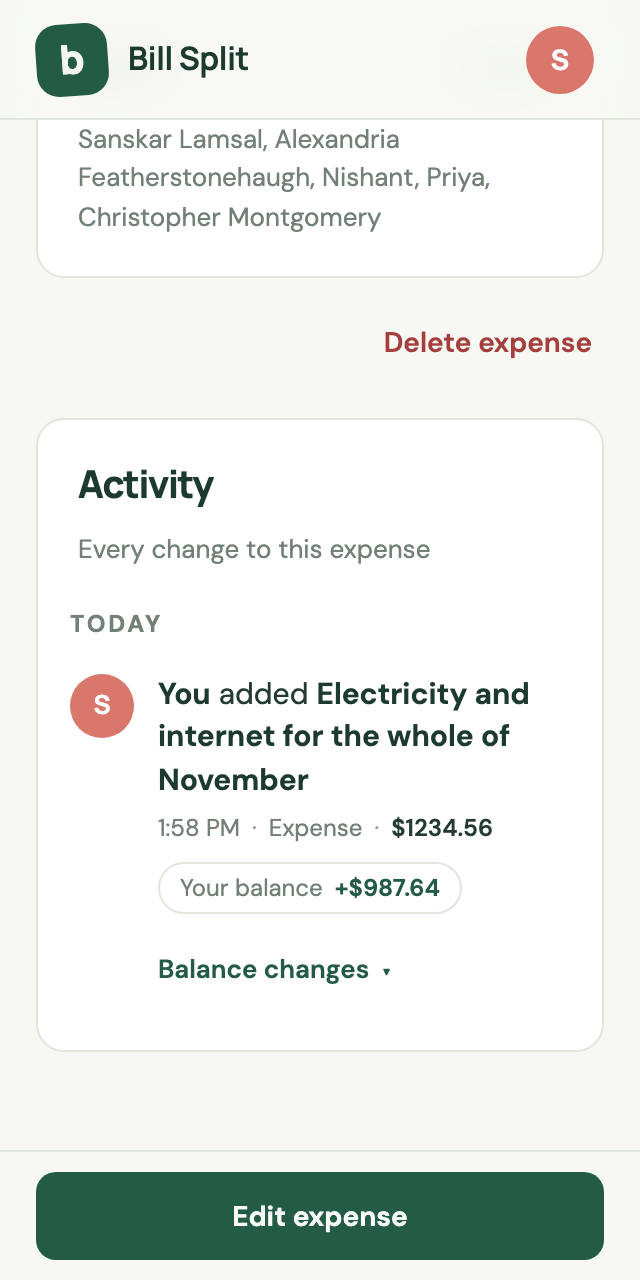 b
Bill Split
S
Sanskar Lamsal, Alexandria
Featherstonehaugh, Nishant, Priya,
Christopher Montgomery
Delete expense
Activity
Every change to this expense
TODAY
S
You added Electricity and
internet for the whole of
November
1:58 PM · Expense · $1234.56
Your balance +$987.64
Balance changes ▾
Edit expense